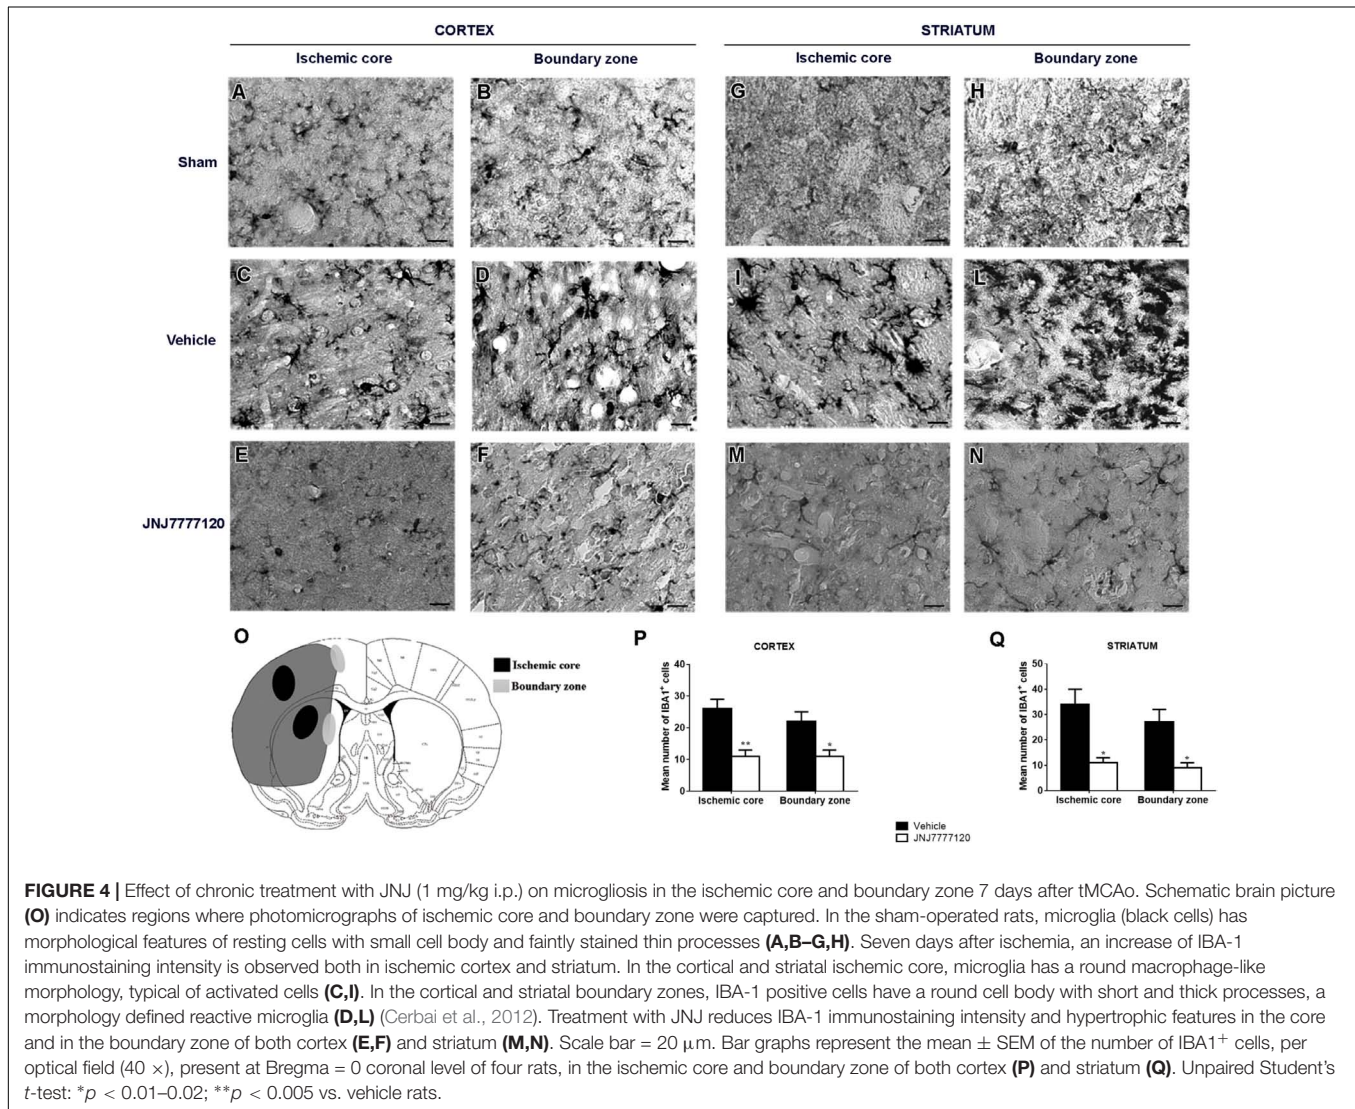 CORTEX
STRIATUM
Ischemic core
Boundary zone
Ischemic core
Boundary zone
A
B
G
H
Sham
C
D
I
L
Vehicle
E
F
M
N
JNJ7777120
O
Ischemic core
Boundary zone
P
CORTEX
Mean number of IBA1+ cells
40
30
20
10
0
**
*
Ischemic core
Boundary zone
Q
STRIATUM
Mean number of IBA1+ cells
50
40
30
20
10
0
*
*
Ischemic core
Boundary zone
Vehicle
JNJ7777120
FIGURE 4 | Effect of chronic treatment with JNJ (1 mg/kg i.p.) on microgliosis in the ischemic core and boundary zone 7 days after tMCAo. Schematic brain picture
(O) indicates regions where photomicrographs of ischemic core and boundary zone were captured. In the sham-operated rats, microglia (black cells) has
morphological features of resting cells with small cell body and faintly stained thin processes (A,B–G,H). Seven days after ischemia, an increase of IBA-1
immunostaining intensity is observed both in ischemic cortex and striatum. In the cortical and striatal ischemic core, microglia has a round macrophage-like
morphology, typical of activated cells (C,I). In the cortical and striatal boundary zones, IBA-1 positive cells have a round cell body with short and thick processes, a
morphology defined reactive microglia (D,L) (Cerbai et al., 2012). Treatment with JNJ reduces IBA-1 immunostaining intensity and hypertrophic features in the core
and in the boundary zone of both cortex (E,F) and striatum (M,N). Scale bar = 20 μm. Bar graphs represent the mean ± SEM of the number of IBA1+ cells, per
optical field (40 ×), present at Bregma = 0 coronal level of four rats, in the ischemic core and boundary zone of both cortex (P) and striatum (Q). Unpaired Student's
t-test: *p < 0.01–0.02; **p < 0.005 vs. vehicle rats.